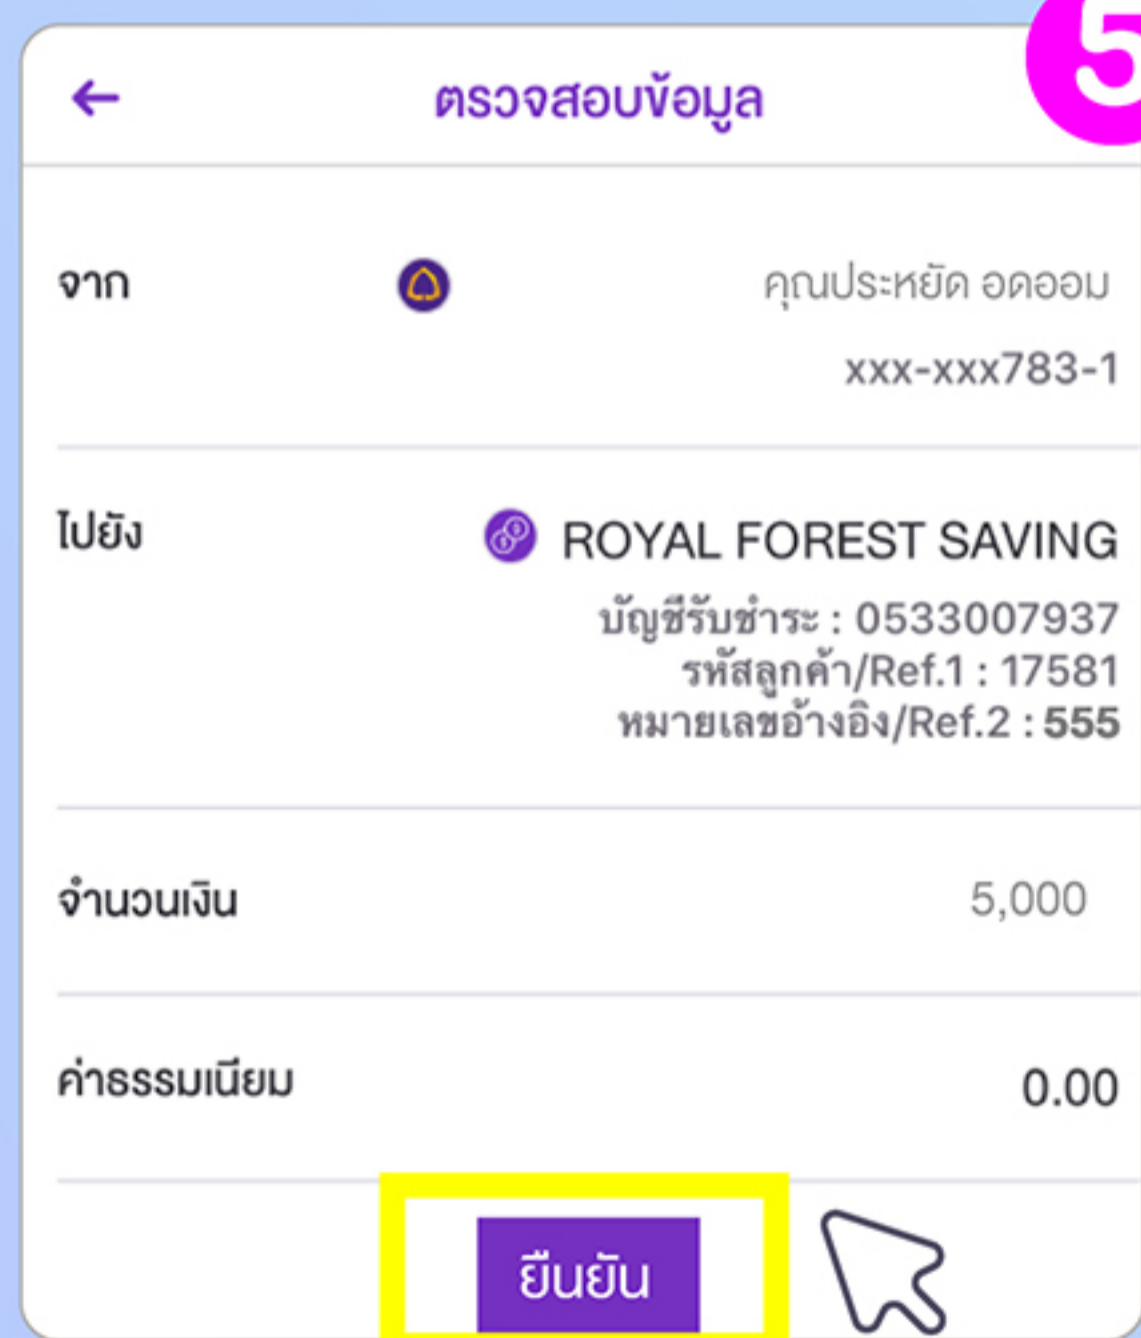 5
ตรวจสอบข้อมูล
จาก คุณประหยัด อดออม
xxx-xxx783-1
ไปยัง ROYAL FOREST SAVING
บัญชีรับชำระ : 0533007937
รหัสลูกค้า/Ref.1 : 17581
หมายเลขอ้างอิง/Ref.2 : 555
จำนวนเงิน 5,000
ค่าธรรมเนียม 0.00
ยืนยัน